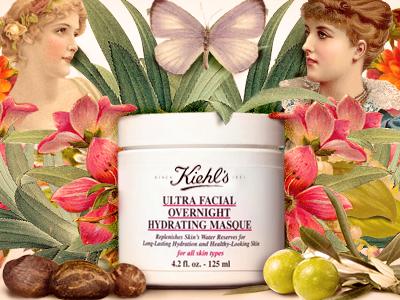 SINCE 1851
Kiehl's
ULTRA FACIAL
OVERNIGHT
HYDRATING MASQUE
Replenishes Skin's Water Reserves for
Long-Lasting Hydration and Healthy-Looking Skin
for all skin types
4.2 fl. oz. - 125 ml